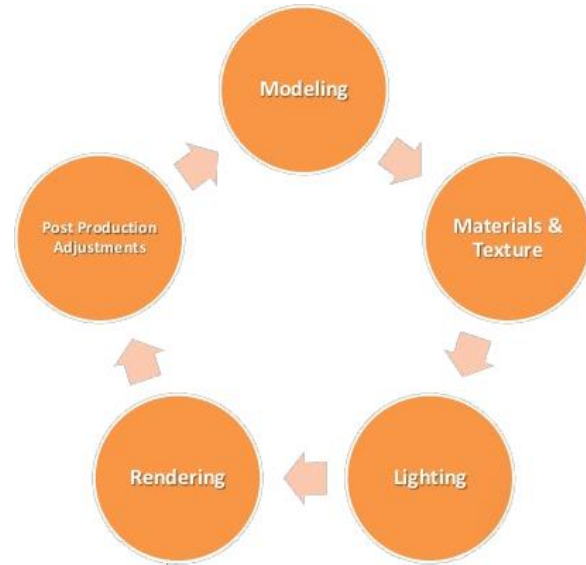 Modeling
Materials &
Texture
Lighting
Rendering
Post Production
Adjustments